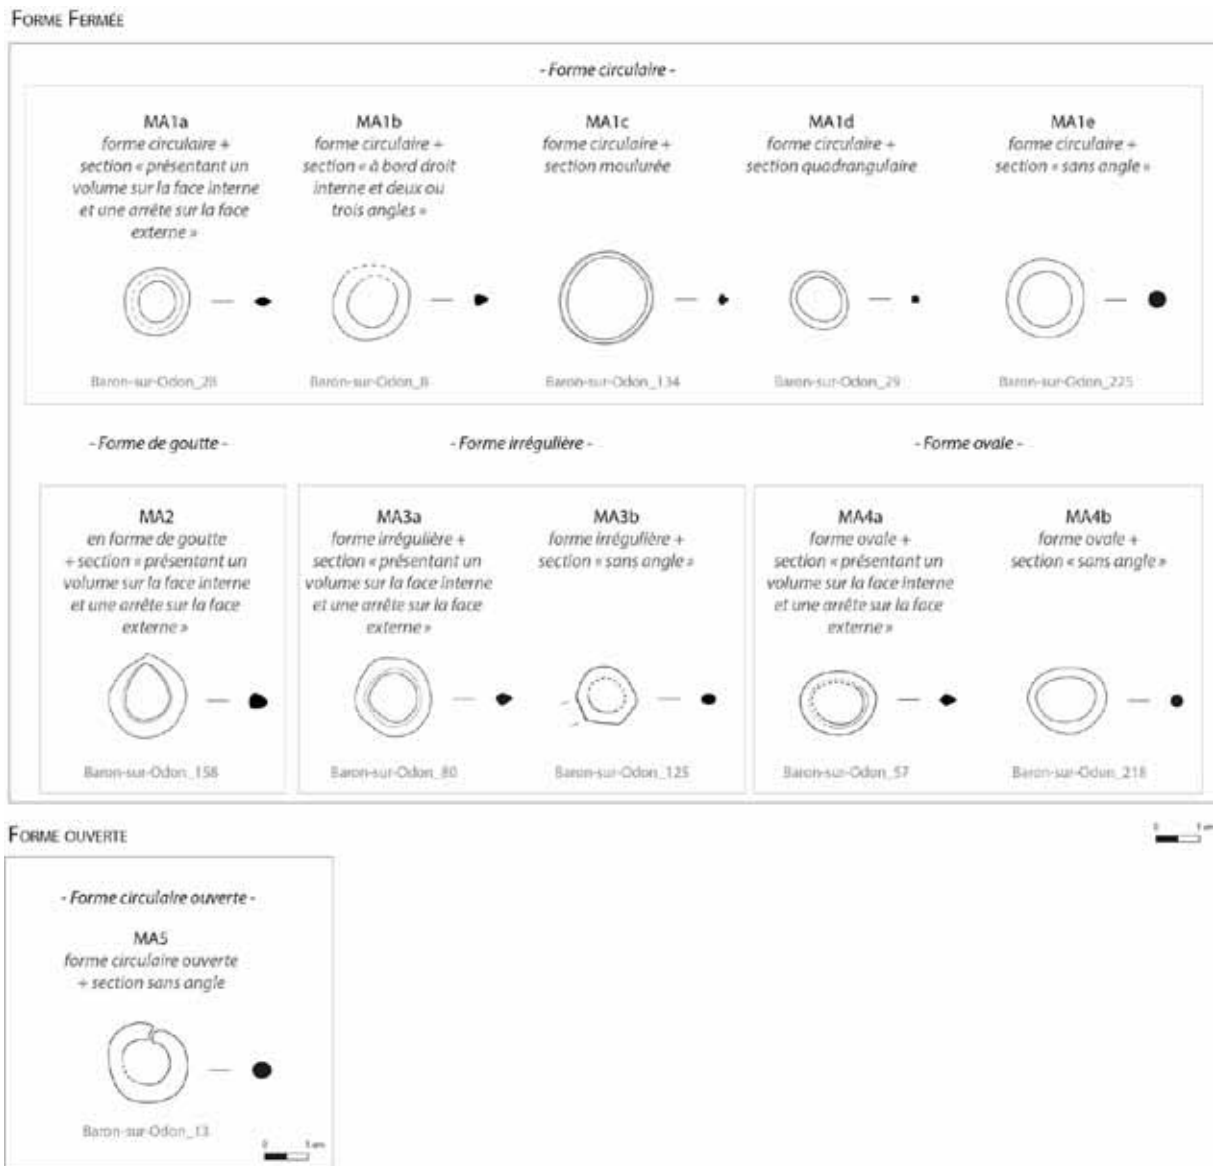 FORME FERMÉE
- Forme circulaire -
MA1a
forme circulaire +
section « présentant un
volume sur la face interne
et une arrête sur la face
externe »
MA1b
forme circulaire +
section « à bord droit
interne et deux ou
trois angles »
MA1c
forme circulaire +
section moulurée
MA1d
forme circulaire +
section quadrangulaire
MA1e
forme circulaire +
section « sans angle »
Baron-sur-Odon_28
Baron-sur-Odon_8
Baron-sur-Odon_134
Baron-sur-Odon_29
Baron-sur-Odon_225
- Forme de goutte -
- Forme irrégulière -
- Forme ovale -
MA2
en forme de goutte
+ section « présentant un
volume sur la face interne
et une arrête sur la face
externe »
MA3a
forme irrégulière +
section « présentant un
volume sur la face interne
et une arrête sur la face
externe »
MA3b
forme irrégulière +
section « sans angle »
MA4a
forme ovale +
section « présentant un
volume sur la face interne
et une arrête sur la face
externe »
MA4b
forme ovale +
section « sans angle »
Baron-sur-Odon_158
Baron-sur-Odon_80
Baron-sur-Odon_125
Baron-sur-Odon_57
Baron-sur-Odon_218
FORME OUVERTE
0 1 cm
- Forme circulaire ouverte -
MA5
forme circulaire ouverte
+ section sans angle
Baron-sur-Odon_13
0 1 cm